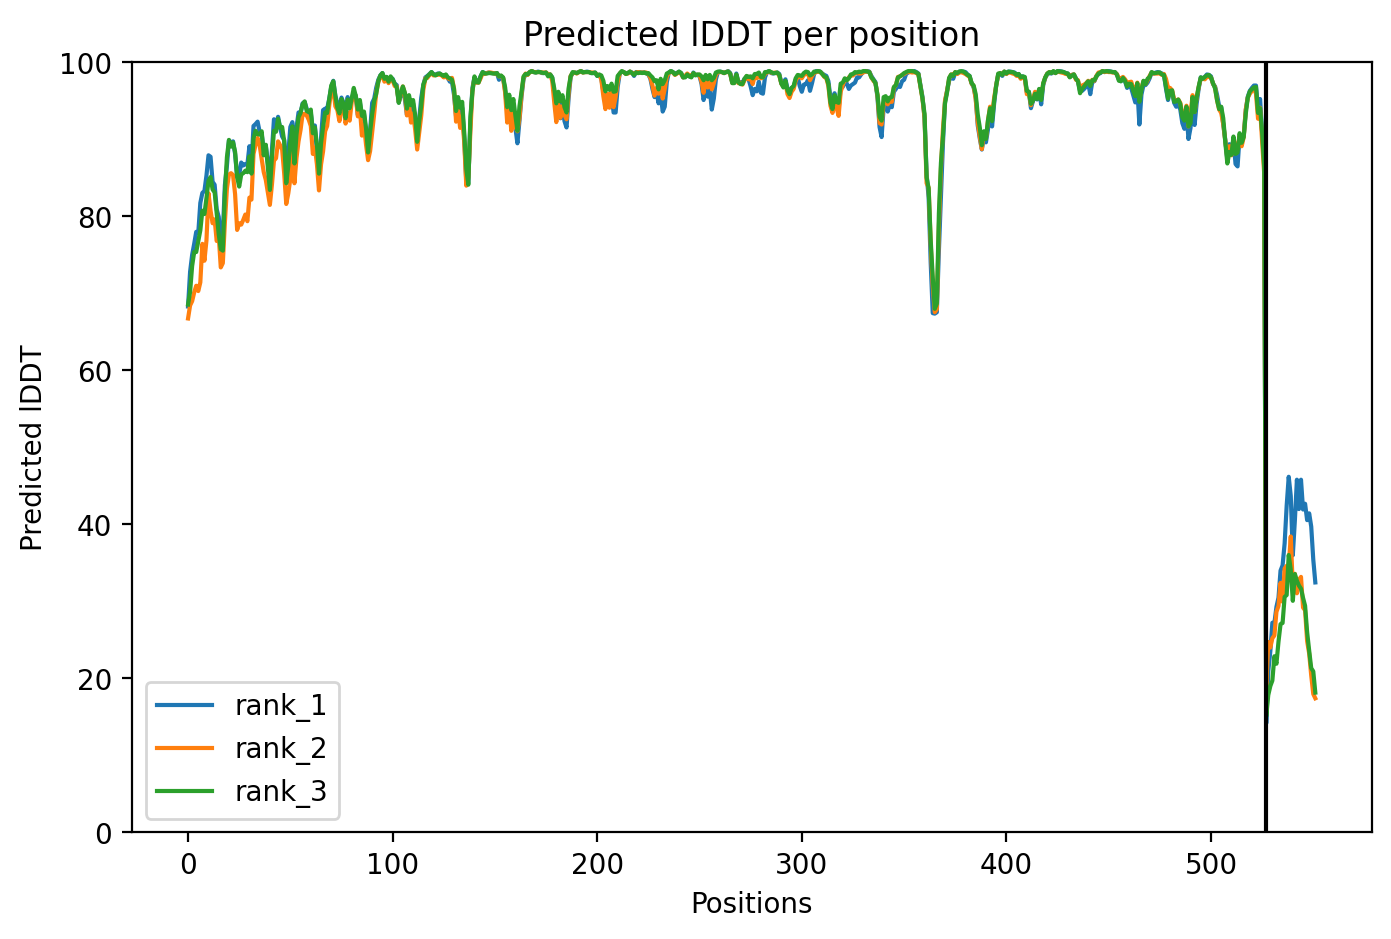 Predicted lDDT per position
100
80
60
40
20
0
Predicted lDDT
rank_1
rank_2
rank_3
0 100 200 300 400 500
Positions